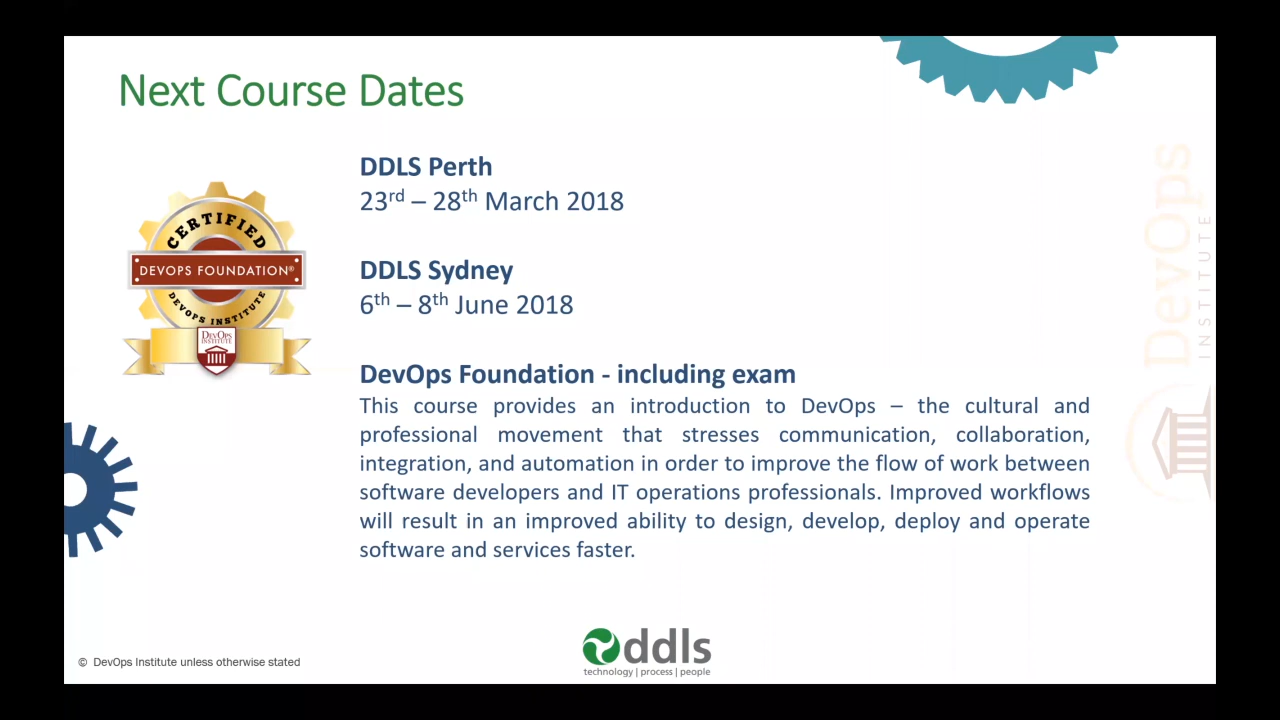 Next Course Dates
DDLS Perth
23rd – 28th March 2018
CERTIFIED
DEVOPS FOUNDATION®
DEVOPS INSTITUTE
DEVOPS
INSTITUTE
DDLS Sydney
6th – 8th June 2018
DevOps Foundation - including exam
This course provides an introduction to DevOps – the cultural and
professional movement that stresses communication, collaboration,
integration, and automation in order to improve the flow of work between
software developers and IT operations professionals. Improved workflows
will result in an improved ability to design, develop, deploy and operate
software and services faster.
DevOps
INSTITUTE
ddls
technology | process | people
© DevOps Institute unless otherwise stated